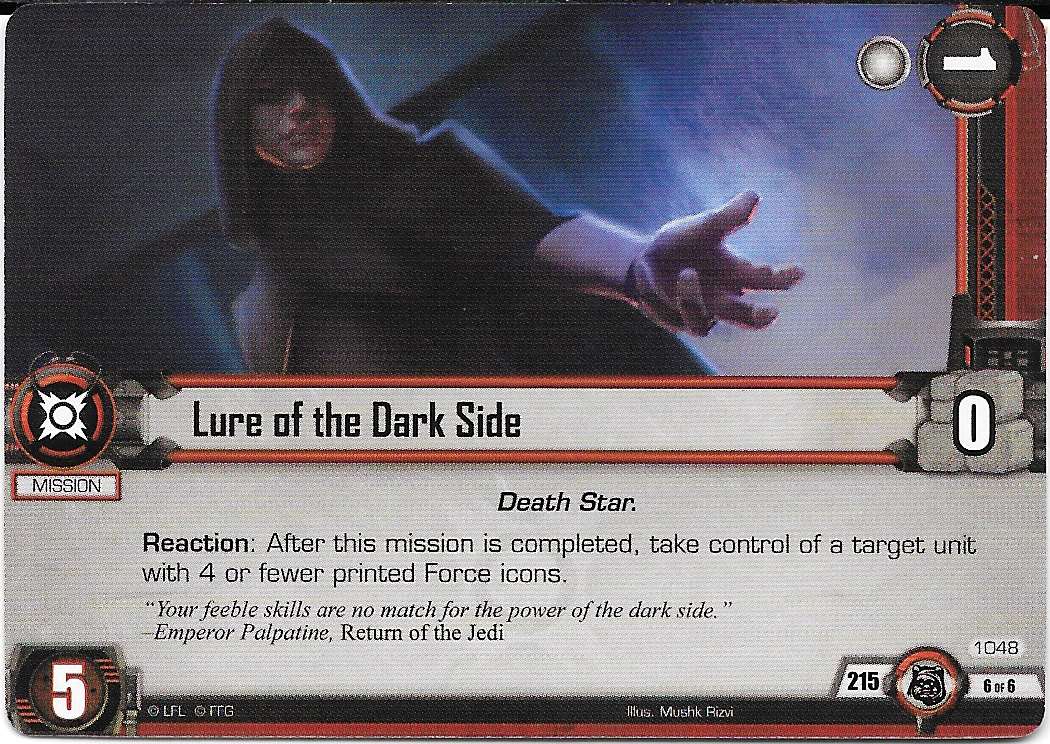 1
Lure of the Dark Side
0
MISSION
Death Star.
Reaction: After this mission is completed, take control of a target unit
with 4 or fewer printed Force icons.
“Your feeble skills are no match for the power of the dark side.”
–Emperor Palpatine, Return of the Jedi
1048
5
215
6 OF 6
© LFL © FFG
Illus. Mushk Rizvi